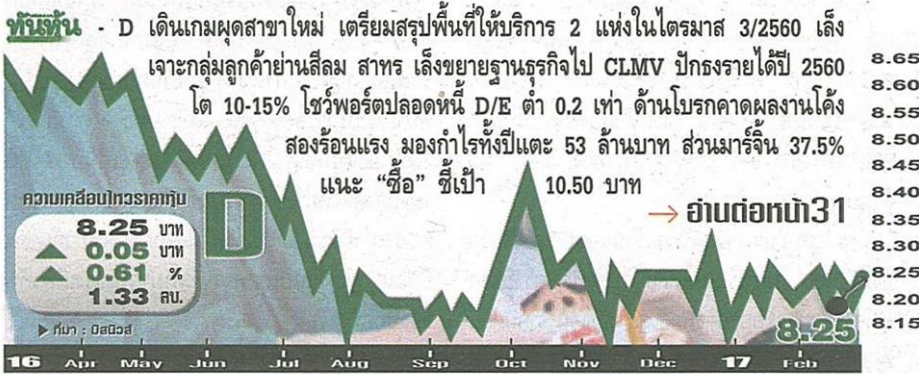 ทันหุ้น - D เดินเกมผุดสาขาใหม่ เตรียมสรุปพื้นที่ให้บริการ 2 แห่งในไตรมาส 3/2560 เล็ง
เจาะกลุ่มลูกค้าย่านสีลม สาทร เล็งขยายฐานธุรกิจไป CLMV ปักธงรายได้ปี 2560
โต 10-15% โชว์พอร์ตปลอดหนี้ D/E ต่ำ 0.2 เท่า ด้านโบรกคาดผลงานโค้ง
สองร้อนแรง มองกำไรทั้งปีแตะ 53 ล้านบาท ส่วนมาร์จิ้น 37.5%
แนะ “ซื้อ” ชี้เป้า 10.50 บาท
→ อ่านต่อหน้า31
ความเคลื่อนไหวราคาหุ้น
8.25 บาท
▲ 0.05 บาท
▲ 0.61 %
1.33 ลบ.
▶ ที่มา : บิสนิวส์
D
8.65
8.60
8.55
8.50
8.45
8.40
8.35
8.30
8.25
8.20
8.15
8.25
16 Apr May Jun Jul Aug Sep Oct Nov Dec 17 Feb